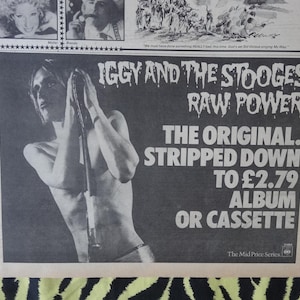 IGGY AND THE STOOGES
RAW POWER
THE ORIGINAL.
STRIPPED DOWN
TO £2.79
ALBUM
OR CASSETTE
The Mid Price Series